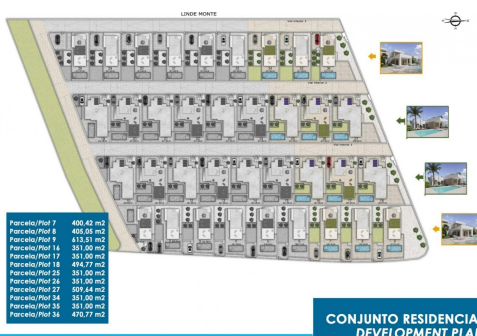 LINDE MONTE
Parcela/Plot 7 400,42 m2
Parcela/Plot 8 405,05 m2
Parcela/Plot 9 613,51 m2
Parcela/Plot 16 351,00 m2
Parcela/Plot 17 351,00 m2
Parcela/Plot 18 494,77 m2
Parcela/Plot 25 351,00 m2
Parcela/Plot 26 351,00 m2
Parcela/Plot 27 509,64 m2
Parcela/Plot 34 351,00 m2
Parcela/Plot 35 351,00 m2
Parcela/Plot 36 470,77 m2
CONJUNTO RESIDENCIA
DEVELOPMENT PLA